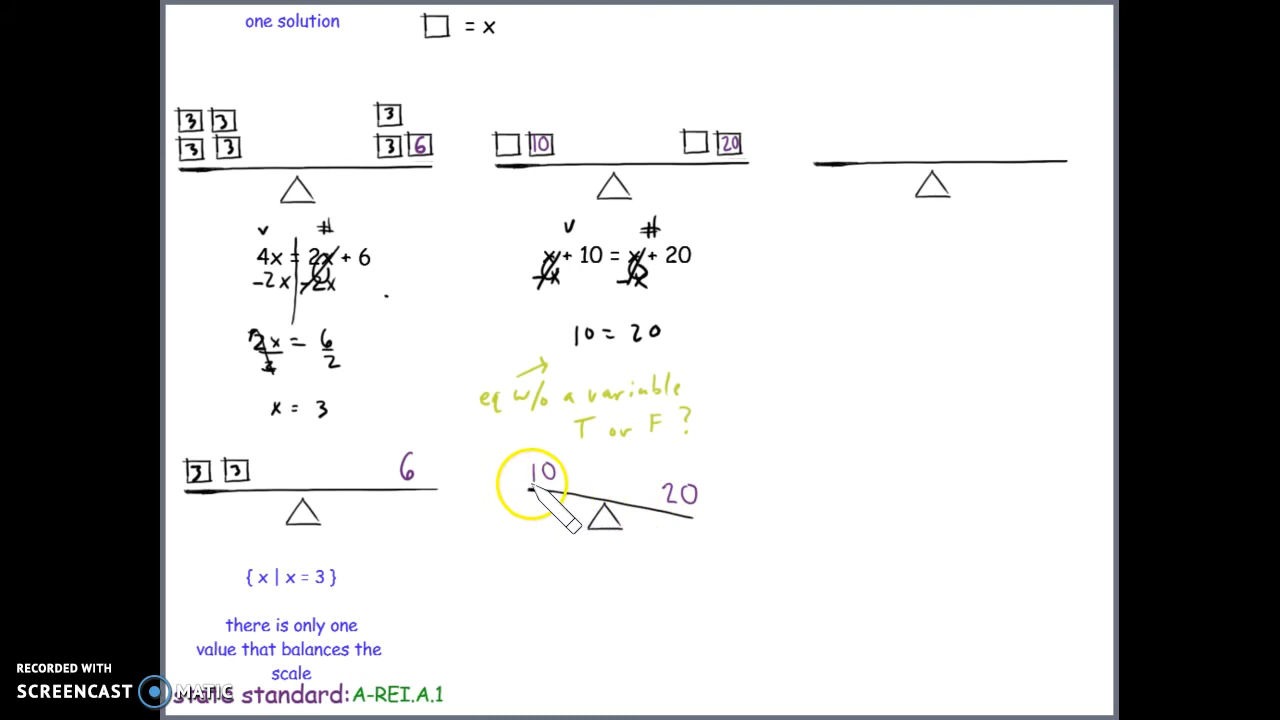 one solution
= x
3 3
3 3
3
3 6
10
20
v #
4x = 2x + 6
-2x -2x
2x = 6
2 2
x = 3
v #
x + 10 = x + 20
-x -x
10 = 20
eq w/o a variable
T or F ?
3 3
6
10
20
{ x | x = 3 }
there is only one
value that balances the
scale
state standard: A-REI.A.1
RECORDED WITH
SCREENCAST MATIC